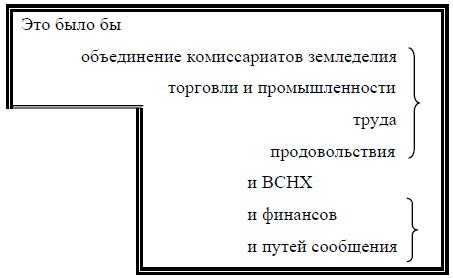 Это было бы
объединение комиссариатов земледелия
торговли и промышленности
труда
продовольствия
и ВСНХ
и финансов
и путей сообщения